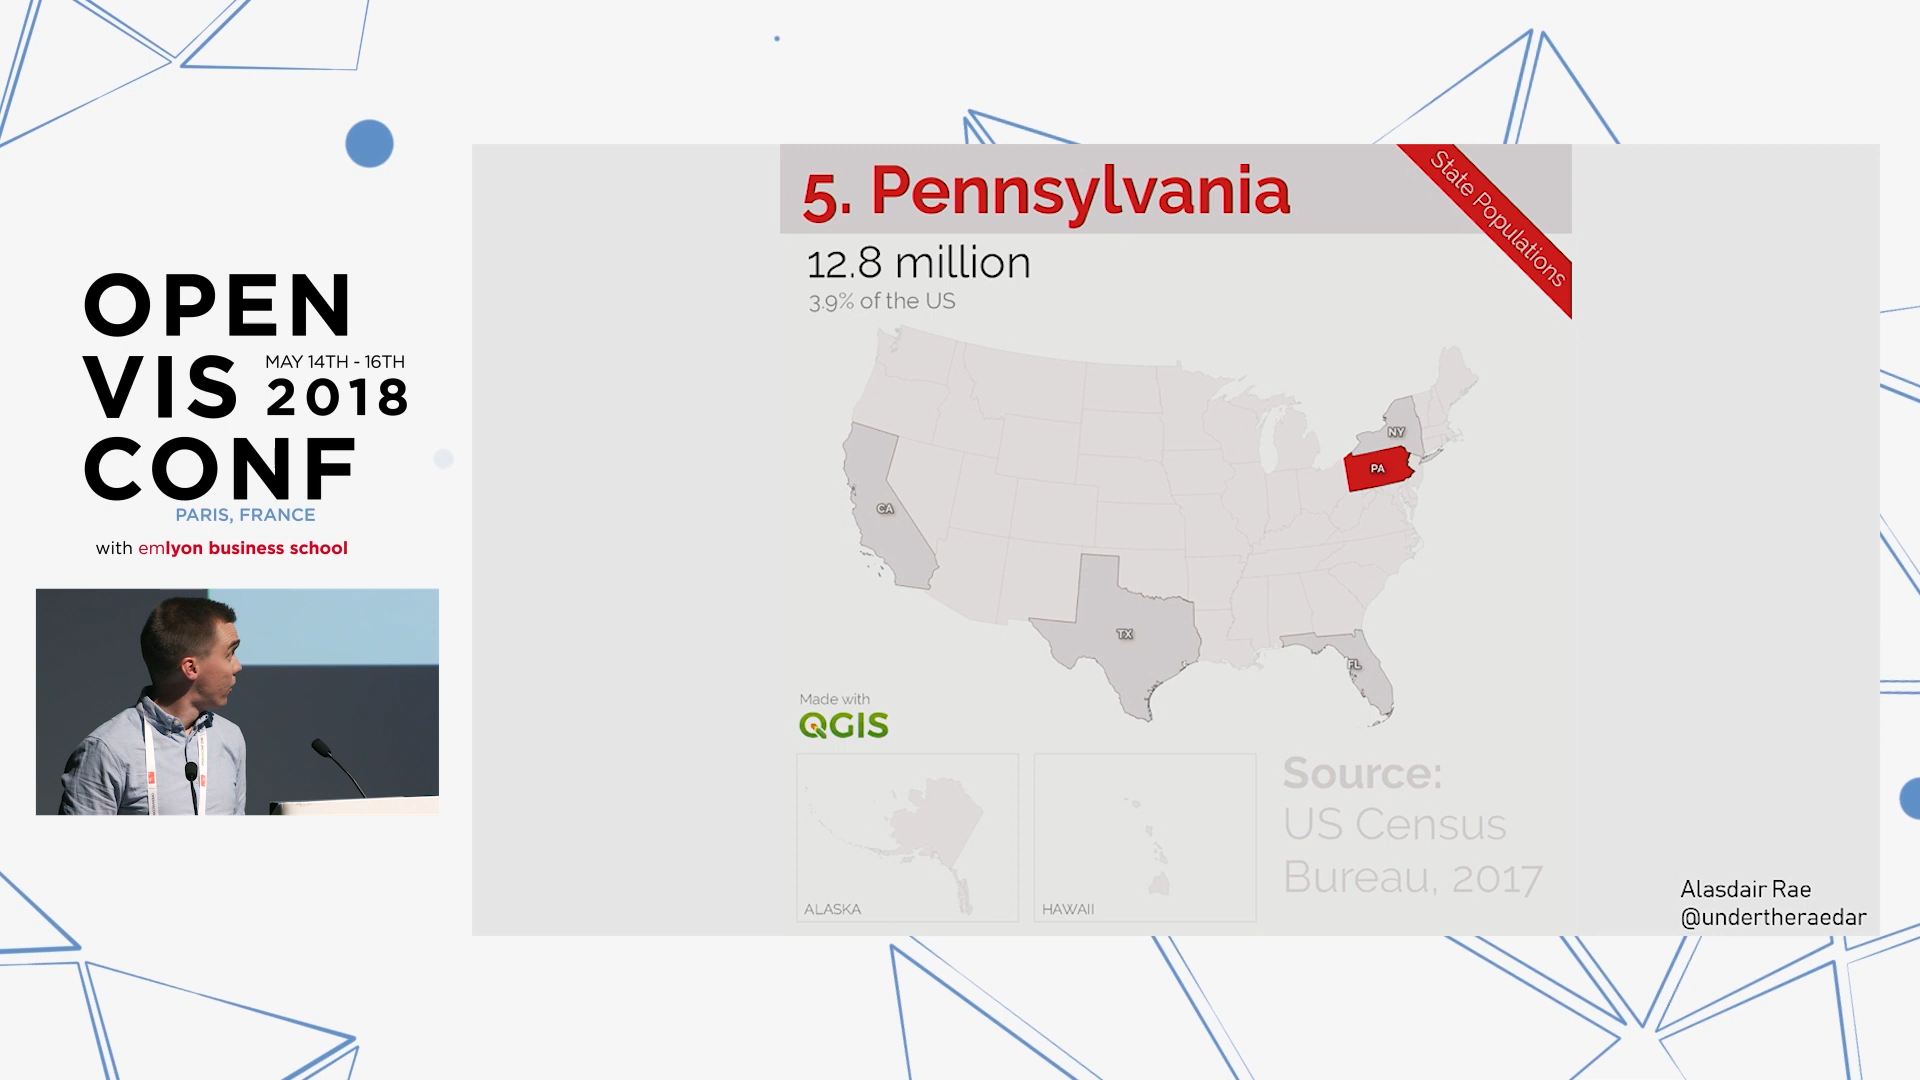 OPEN
VIS
MAY 14TH - 16TH
2018
CONF
PARIS, FRANCE
with emlyon business school
5. Pennsylvania
State Populations
12.8 million
3.9% of the US
NY
PA
CA
TX
FL
Made with
QGIS
ALASKA
HAWAII
Source:
US Census
Bureau, 2017
Alasdair Rae
@undertheraedar